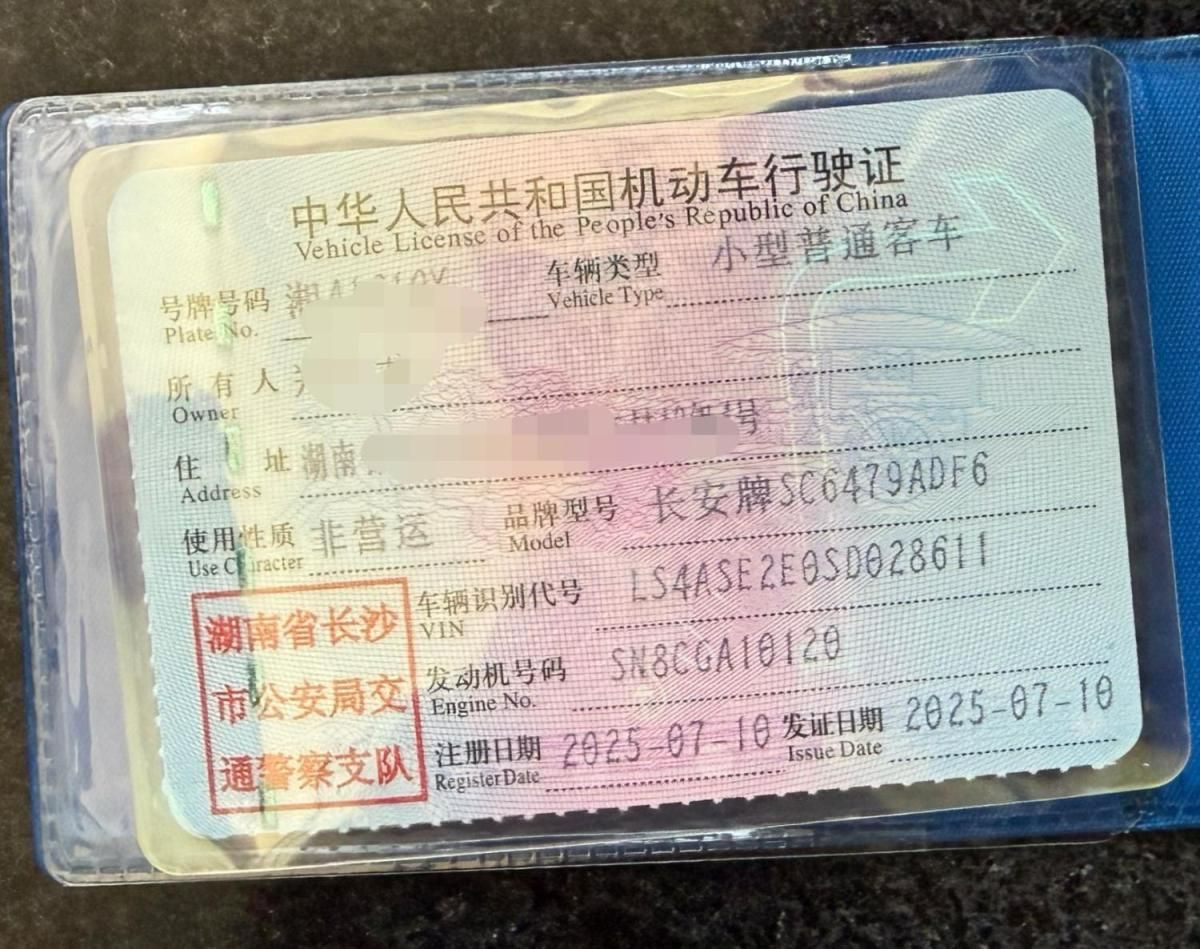 中华人民共和国机动车行驶证
Vehicle License of the People's Republic of China
号牌号码 湘A 车辆类型 小型普通客车
Plate No. Vehicle Type
所有人
Owner
住址 湖南 号
Address
使用性质 非营运 品牌型号 长安牌SC6479ADF6
Use Character Model
湖南省长沙
市公安局交
通警察支队
车辆识别代号 LS4ASE2E0SD028611
VIN
发动机号码 SN8CGA10120
Engine No.
注册日期 2025-07-10 发证日期 2025-07-10
Register Date Issue Date